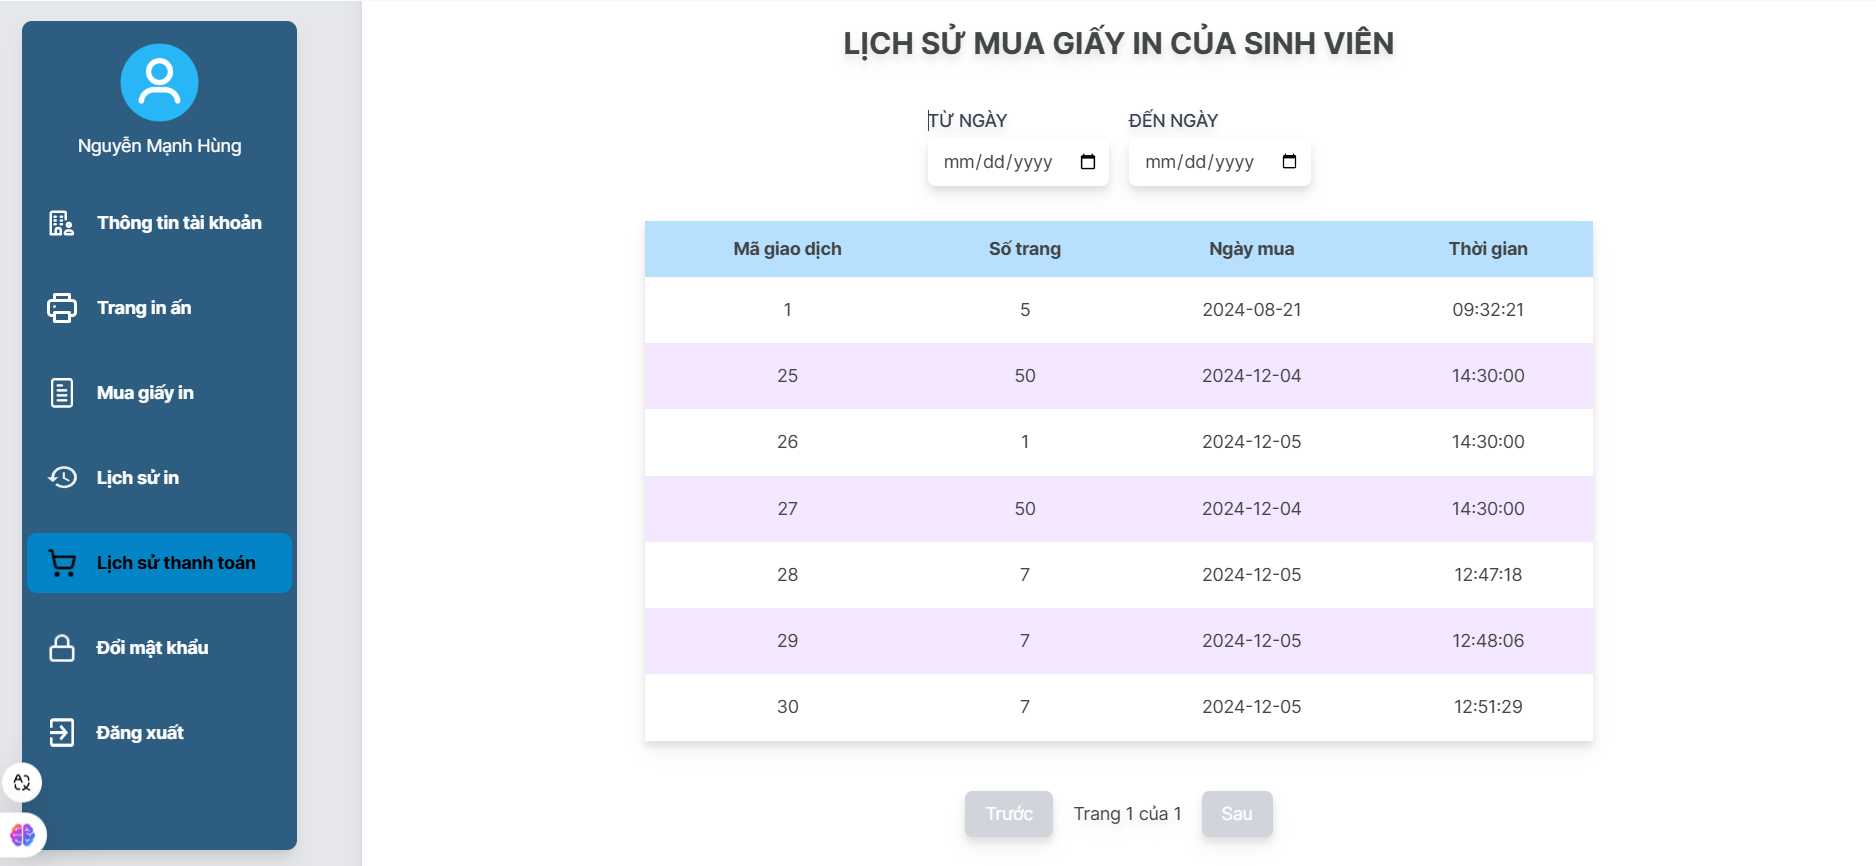 Nguyễn Mạnh Hùng
Thông tin tài khoản
Trang in ấn
Mua giấy in
Lịch sử in
Lịch sử thanh toán
Đổi mật khẩu
Đăng xuất
LỊCH SỬ MUA GIẤY IN CỦA SINH VIÊN
TỪ NGÀY ĐẾN NGÀY
mm/dd/yyyy mm/dd/yyyy
Mã giao dịch Số trang Ngày mua Thời gian
1 5 2024-08-21 09:32:21
25 50 2024-12-04 14:30:00
26 1 2024-12-05 14:30:00
27 50 2024-12-04 14:30:00
28 7 2024-12-05 12:47:18
29 7 2024-12-05 12:48:06
30 7 2024-12-05 12:51:29
Trước Trang 1 của 1 Sau